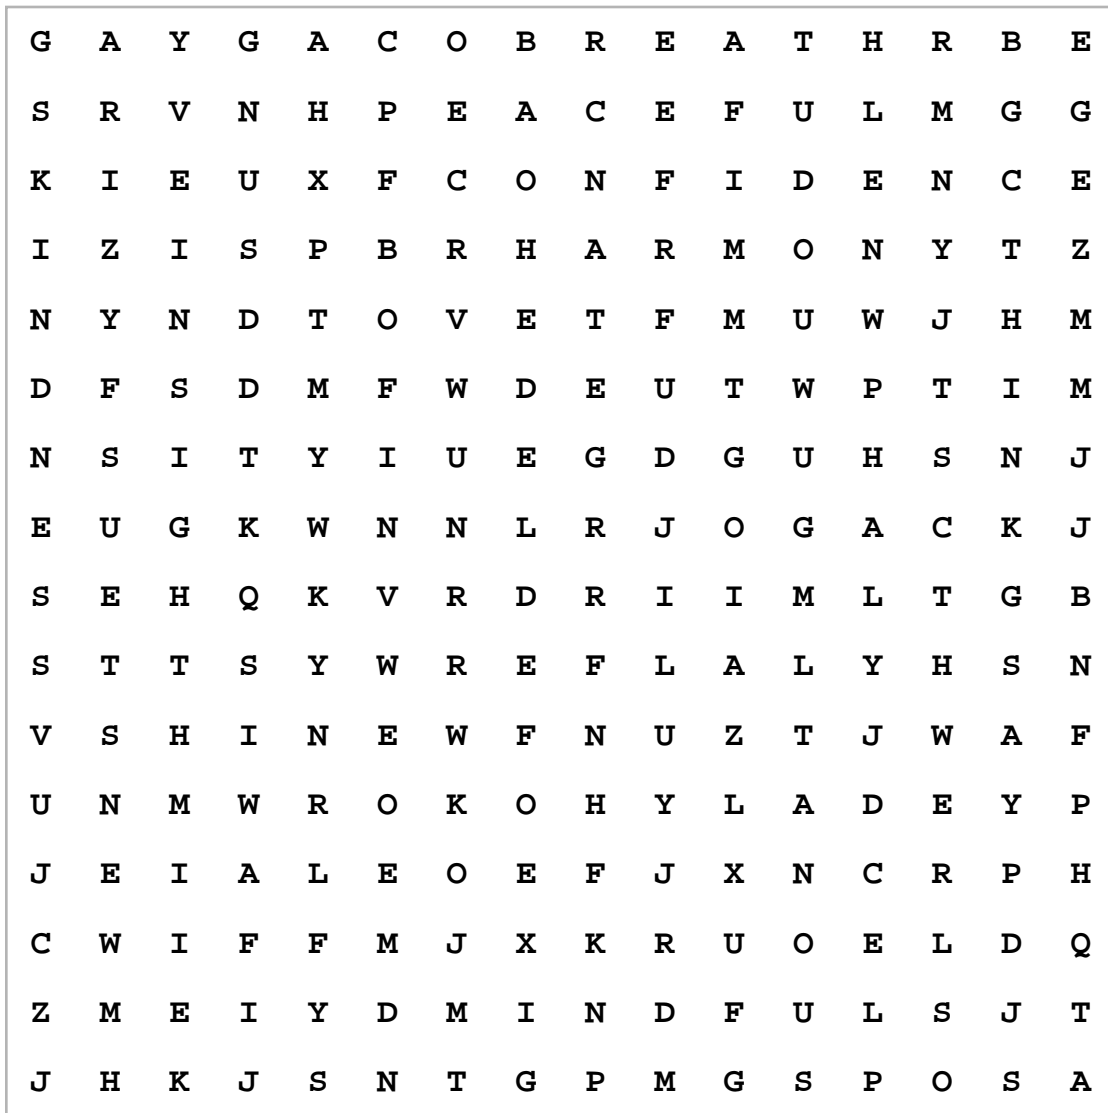 G A Y G A C O B R E A T H R B E
S R V N H P E A C E F U L M G G
K I E U X F C O N F I D E N C E
I Z I S P B R H A R M O N Y T Z
N Y N D T O V E T F M U W J H M
D F S D M F W D E U T W P T I M
N S I T Y I U E G D G U H S N J
E U G K W N N L R J O G A C K J
S E H Q K V R D R I I M L T G B
S T T S Y W R E F L A L Y H S N
V S H I N E W F N U Z T J W A F
U N M W R O K O H Y L A D E Y P
J E I A L E O E F J X N C R P H
C W I F F M J X K R U O E L D Q
Z M E I Y D M I N D F U L S J T
J H K J S N T G P M G S P O S A